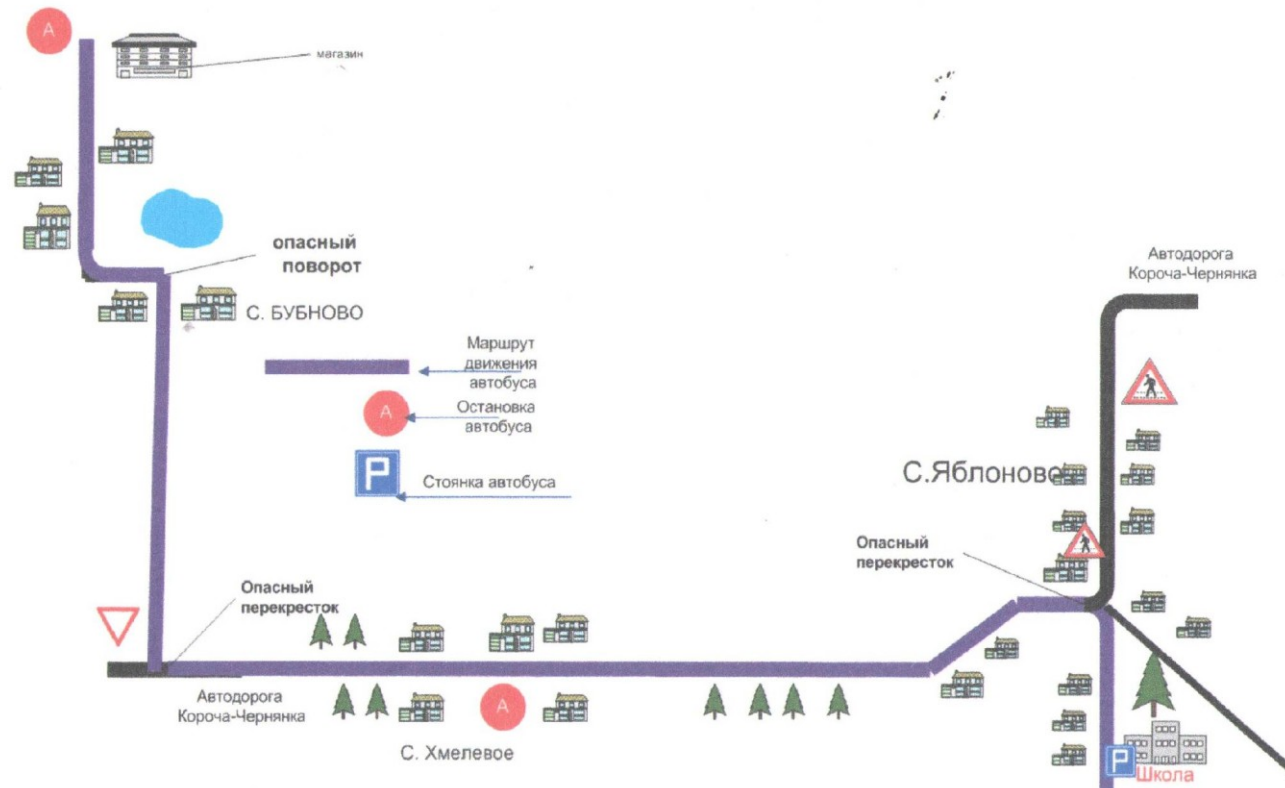 А
магазин
опасный
поворот
С. БУБНОВО
Автодорога
Короча-Чернянка
Маршрут
движения
автобуса
А
Остановка
автобуса
P
Стоянка автобуса
С.Яблоново
Опасный
перекресток
Опасный
перекресток
Автодорога
Короча-Чернянка
А
С. Хмелевое
P
Школа